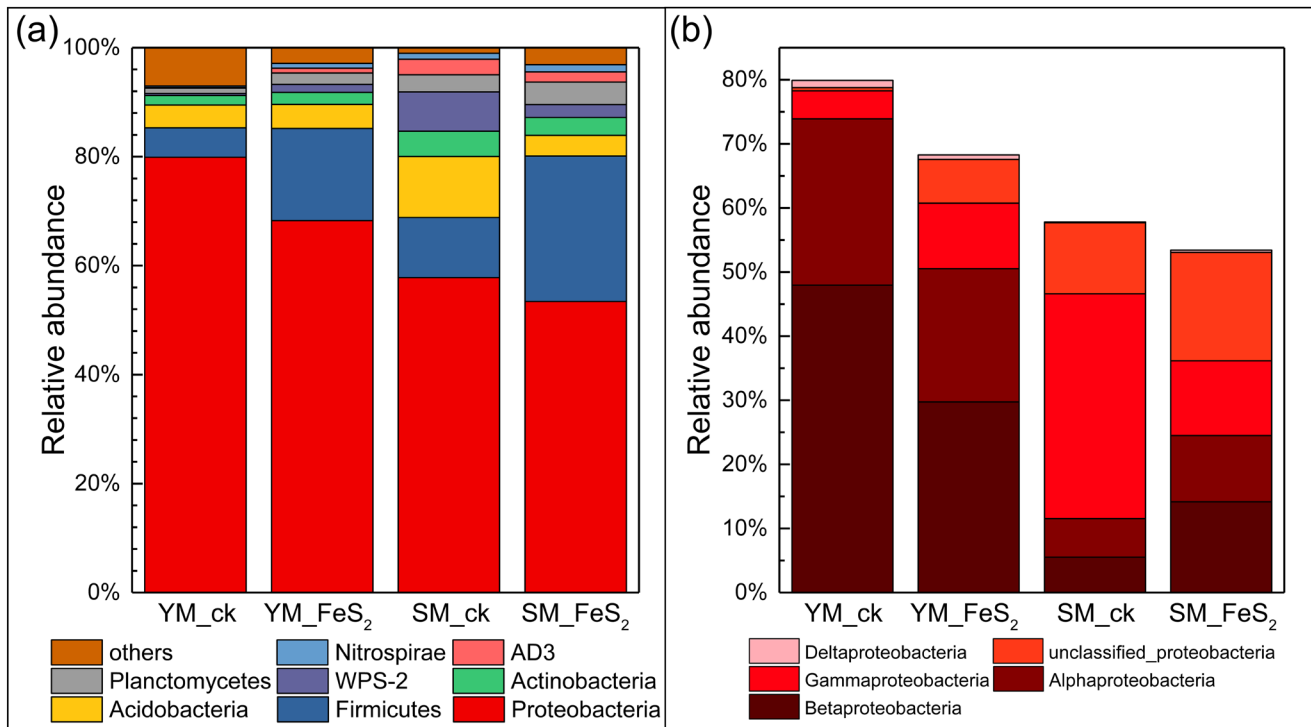 (a)
Relative abundance
100%
80%
60%
40%
20%
0%
YM_ck YM_FeS₂ SM_ck SM_FeS₂
others Nitrospirae AD3
Planctomycetes WPS-2 Actinobacteria
Acidobacteria Firmicutes Proteobacteria
(b)
Relative abundance
80%
70%
60%
50%
40%
30%
20%
10%
0%
YM_ck YM_FeS₂ SM_ck SM_FeS₂
Deltaproteobacteria unclassified_proteobacteria
Gammaproteobacteria Alphaproteobacteria
Betaproteobacteria